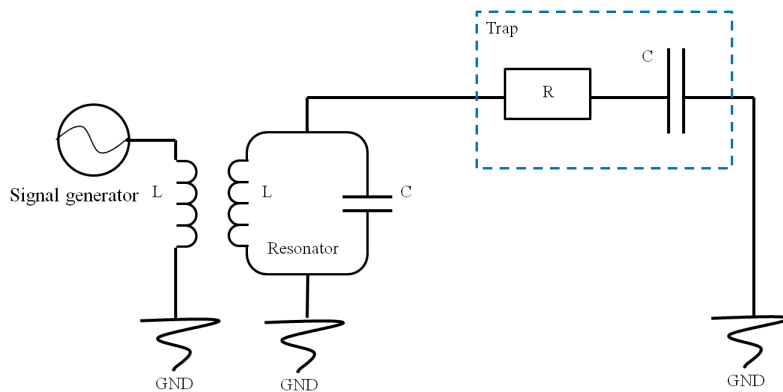 Trap
C
R
Signal generator
L
L
C
Resonator
GND
GND
GND